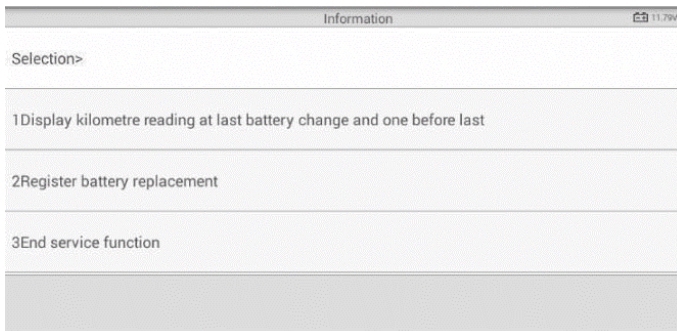 Information
11.79V
Selection>
1Display kilometre reading at last battery change and one before last
2Register battery replacement
3End service function